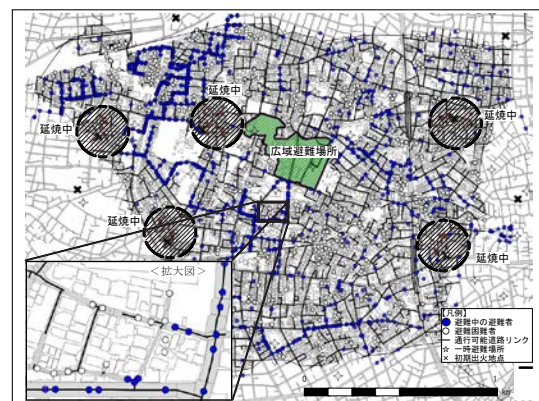 延焼中
延焼中
延焼中
広域避難場所
延焼中
延焼中
<拡大図>
【凡例】
避難中の避難者
避難困難者
通行可能道路リンク
一時避難場所
初期出火地点
0 1
km